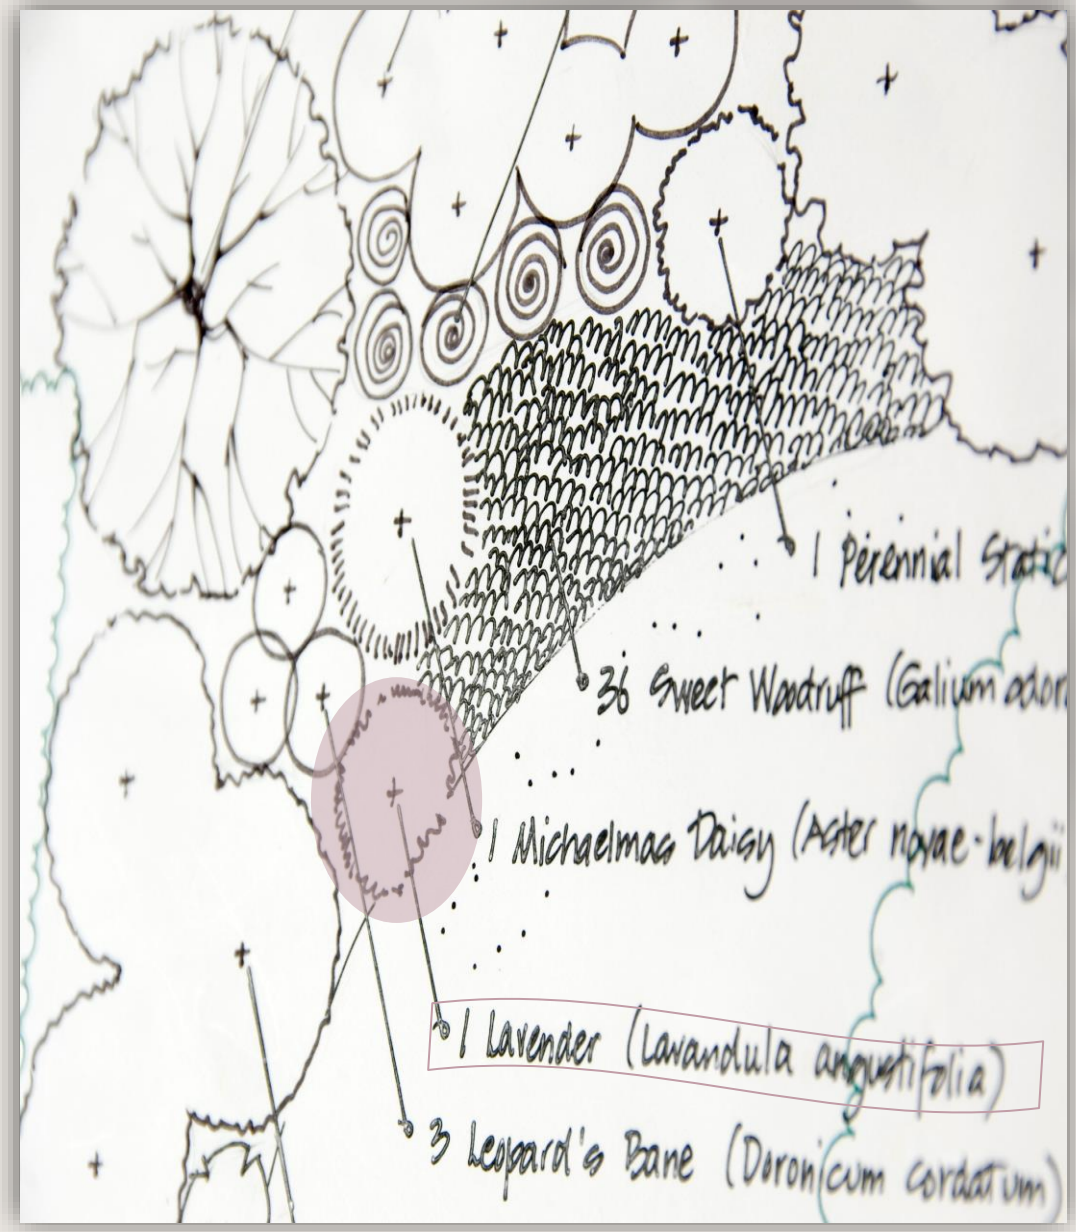 1 Perennial Static
36 Sweet Woodruff (Galium odor
1 Michaelmas Daisy (Aster novae-belgii
1 Lavender (Lavandula angustifolia)
3 Leopard's Bane (Doronicum cordatum)